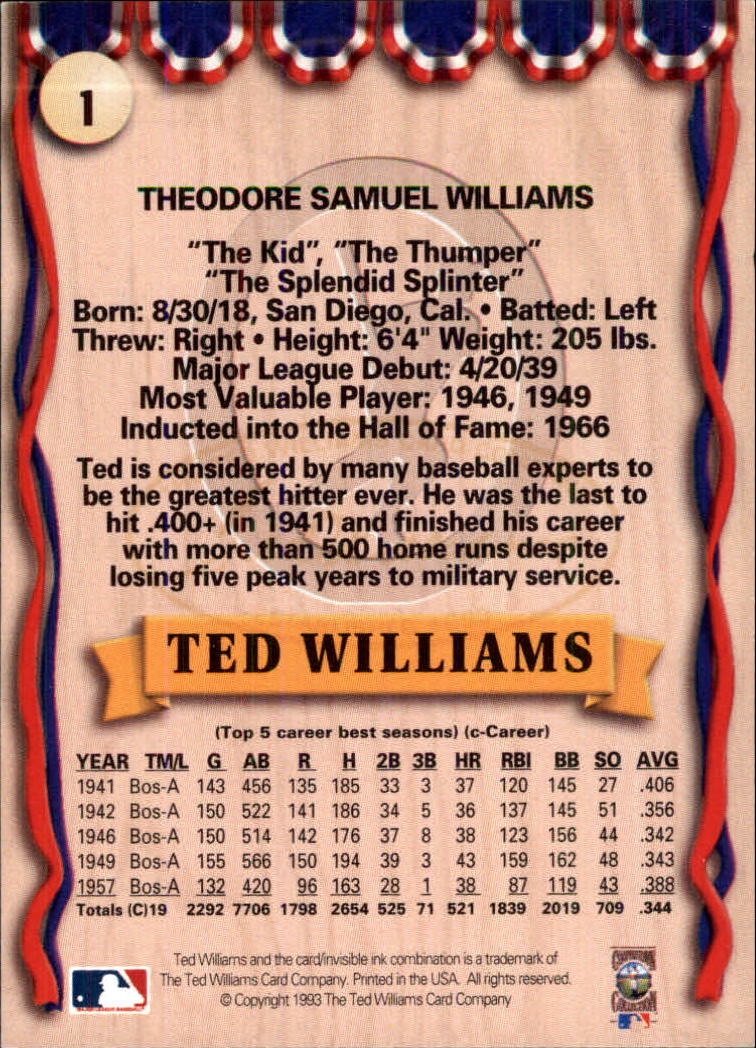 1
THEODORE SAMUEL WILLIAMS
"The Kid", "The Thumper"
"The Splendid Splinter"
Born: 8/30/18, San Diego, Cal. • Batted: Left
Threw: Right • Height: 6'4" Weight: 205 lbs.
Major League Debut: 4/20/39
Most Valuable Player: 1946, 1949
Inducted into the Hall of Fame: 1966
Ted is considered by many baseball experts to
be the greatest hitter ever. He was the last to
hit .400+ (in 1941) and finished his career
with more than 500 home runs despite
losing five peak years to military service.
TED WILLIAMS
(Top 5 career best seasons) (c-Career)
YEAR TM/L G AB R H 2B 3B HR RBI BB SO AVG
1941 Bos-A 143 456 135 185 33 3 37 120 145 27 .406
1942 Bos-A 150 522 141 186 34 5 36 137 145 51 .356
1946 Bos-A 150 514 142 176 37 8 38 123 156 44 .342
1949 Bos-A 155 566 150 194 39 3 43 159 162 48 .343
1957 Bos-A 132 420 96 163 28 1 38 87 119 43 .388
Totals (C)19 2292 7706 1798 2654 525 71 521 1839 2019 709 .344
Ted Williams and the card/invisible ink combination is a trademark of
The Ted Williams Card Company. Printed in the USA. All rights reserved.
© Copyright 1993 The Ted Williams Card Company
MAJOR LEAGUE BASEBALL
COOPERSTOWN
COLLECTION